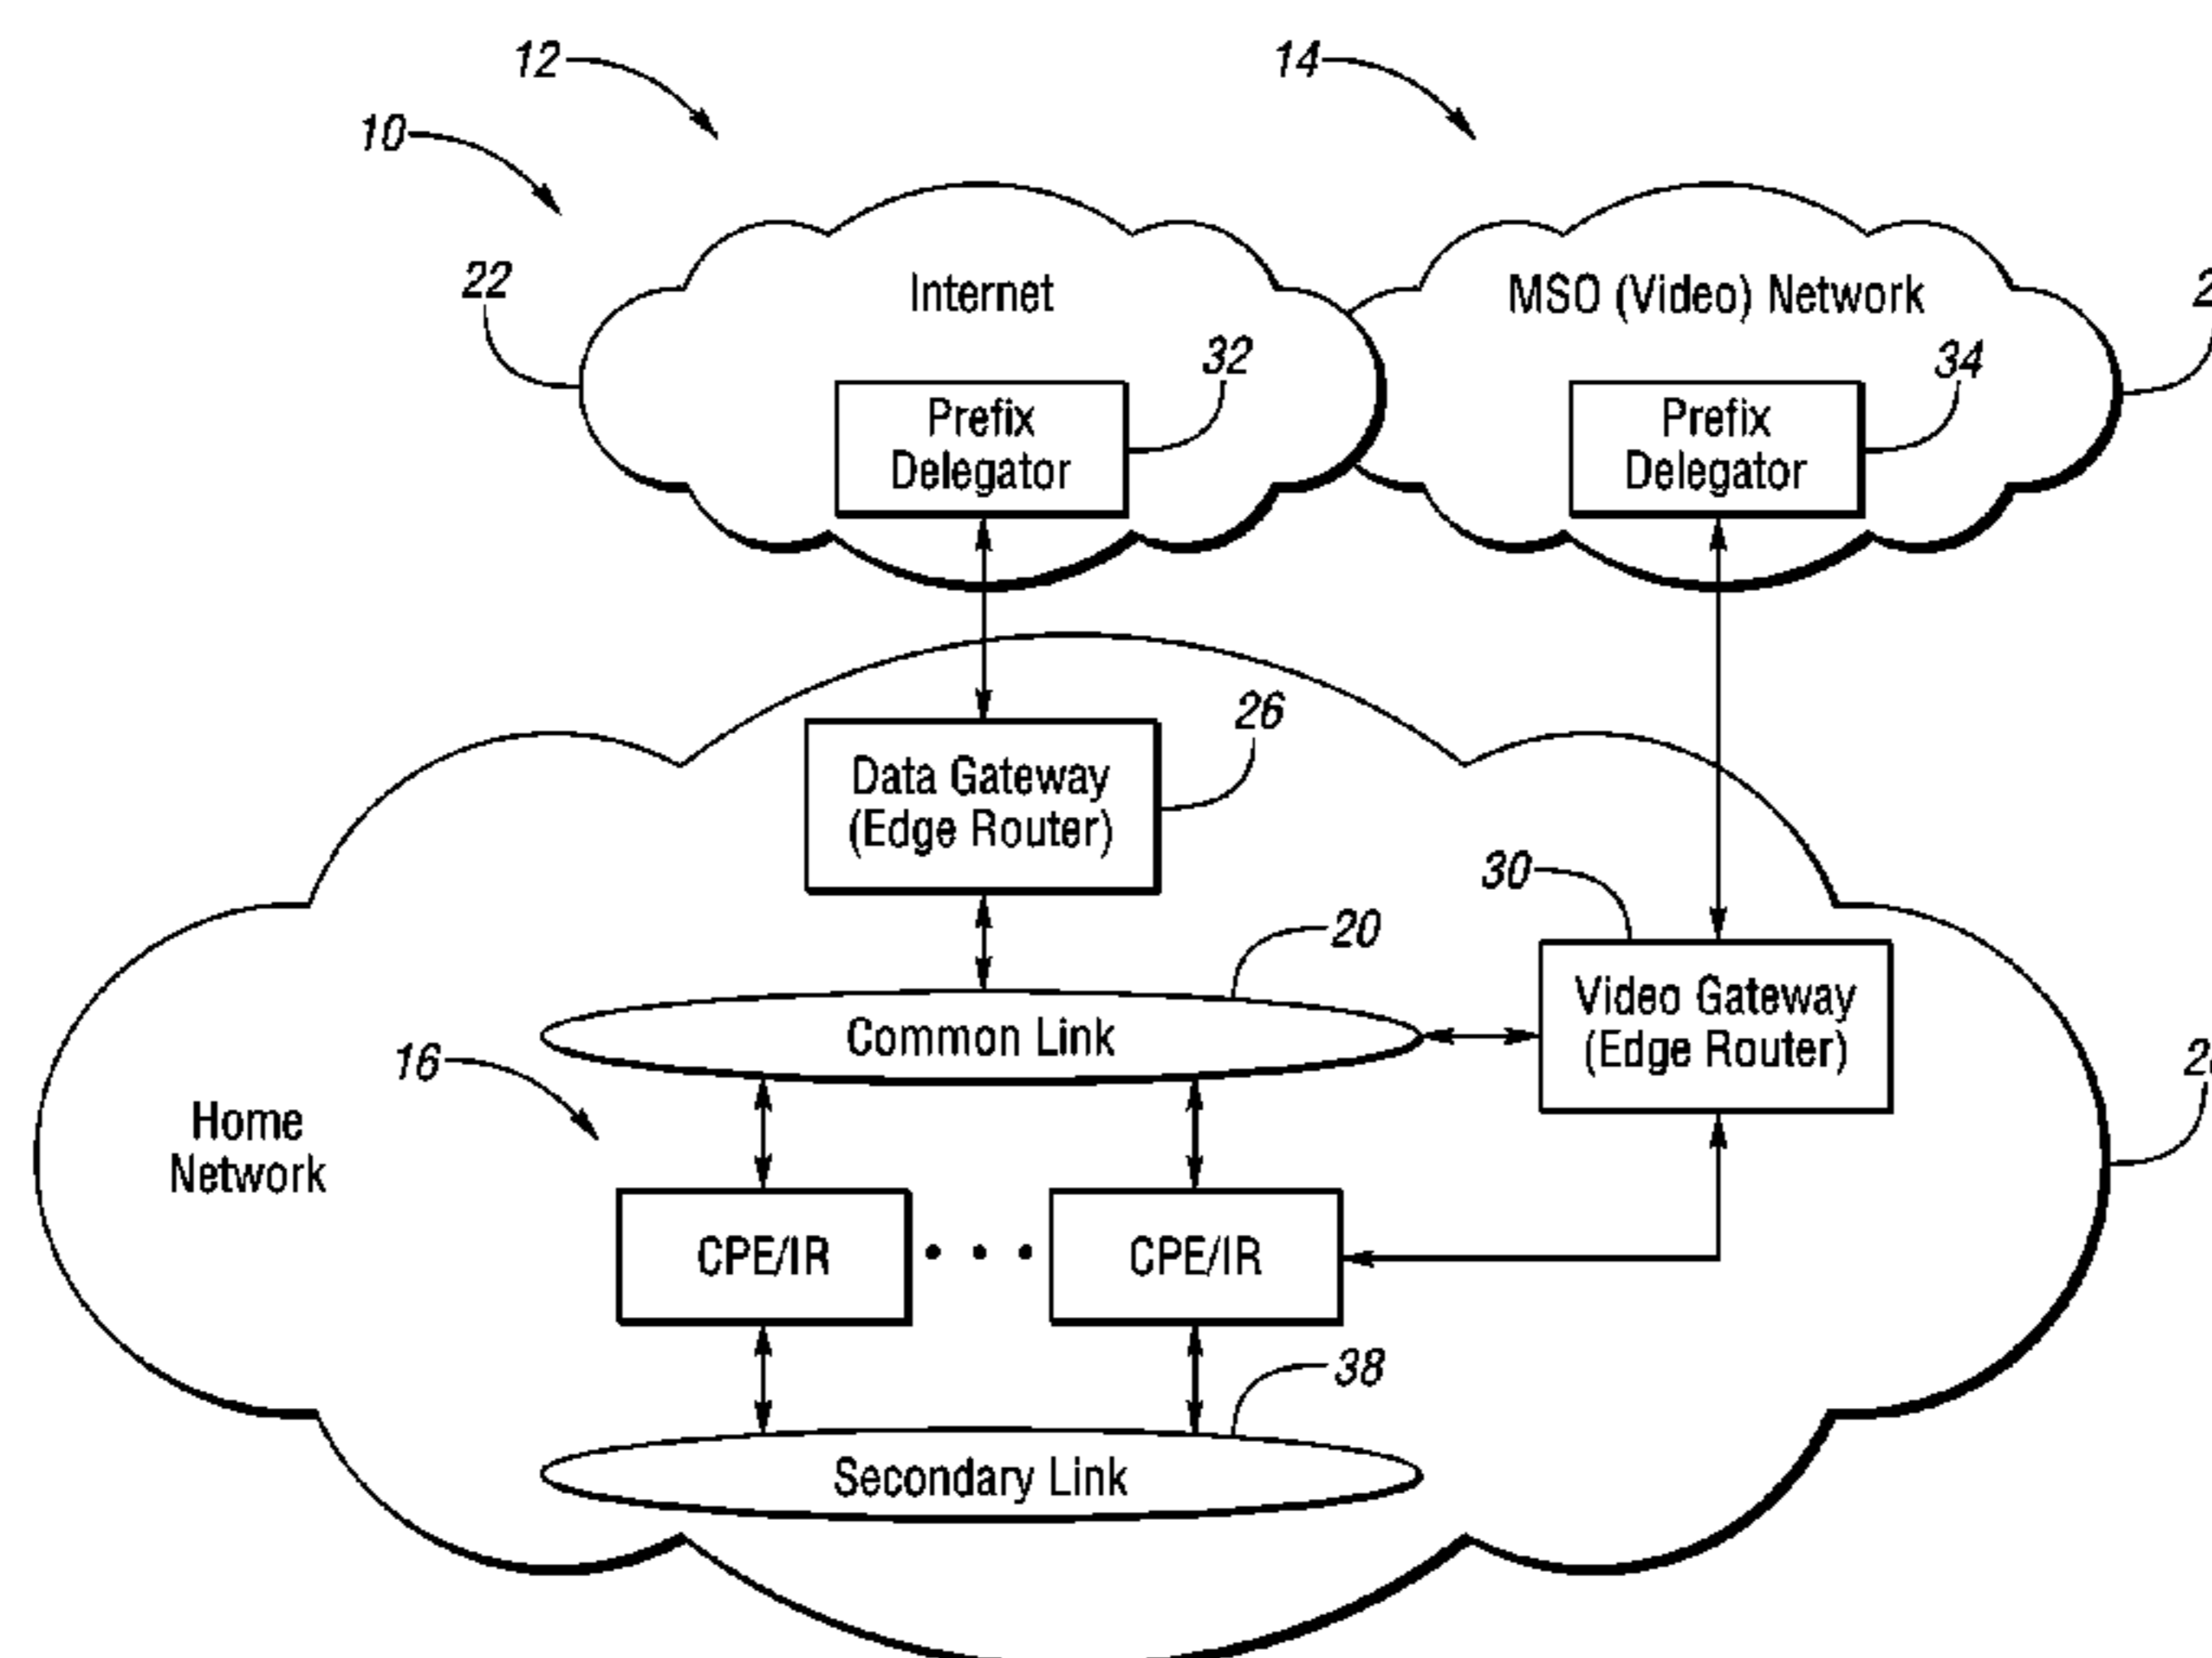 12
14
10
22
Internet
MSO (Video) Network
32
34
Prefix
Delegator
Prefix
Delegator
26
Data Gateway
(Edge Router)
30
20
Video Gateway
(Edge Router)
Common Link
16
Home
Network
CPE/IR
CPE/IR
38
Secondary Link